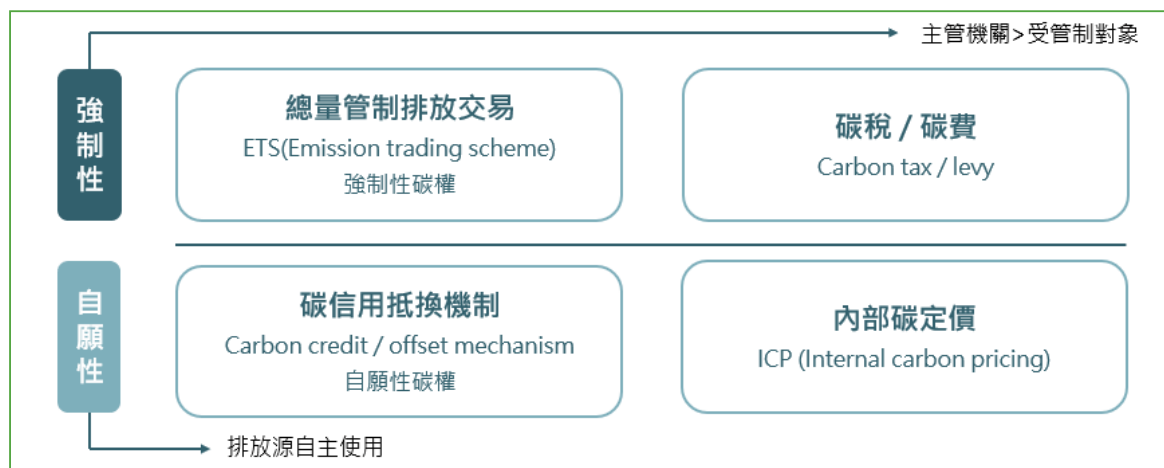 主管機關>受管制對象
強制性
總量管制排放交易
ETS(Emission trading scheme)
強制性碳權
碳稅 / 碳費
Carbon tax / levy
自願性
碳信用抵換機制
Carbon credit / offset mechanism
自願性碳權
內部碳定價
ICP (Internal carbon pricing)
排放源自主使用